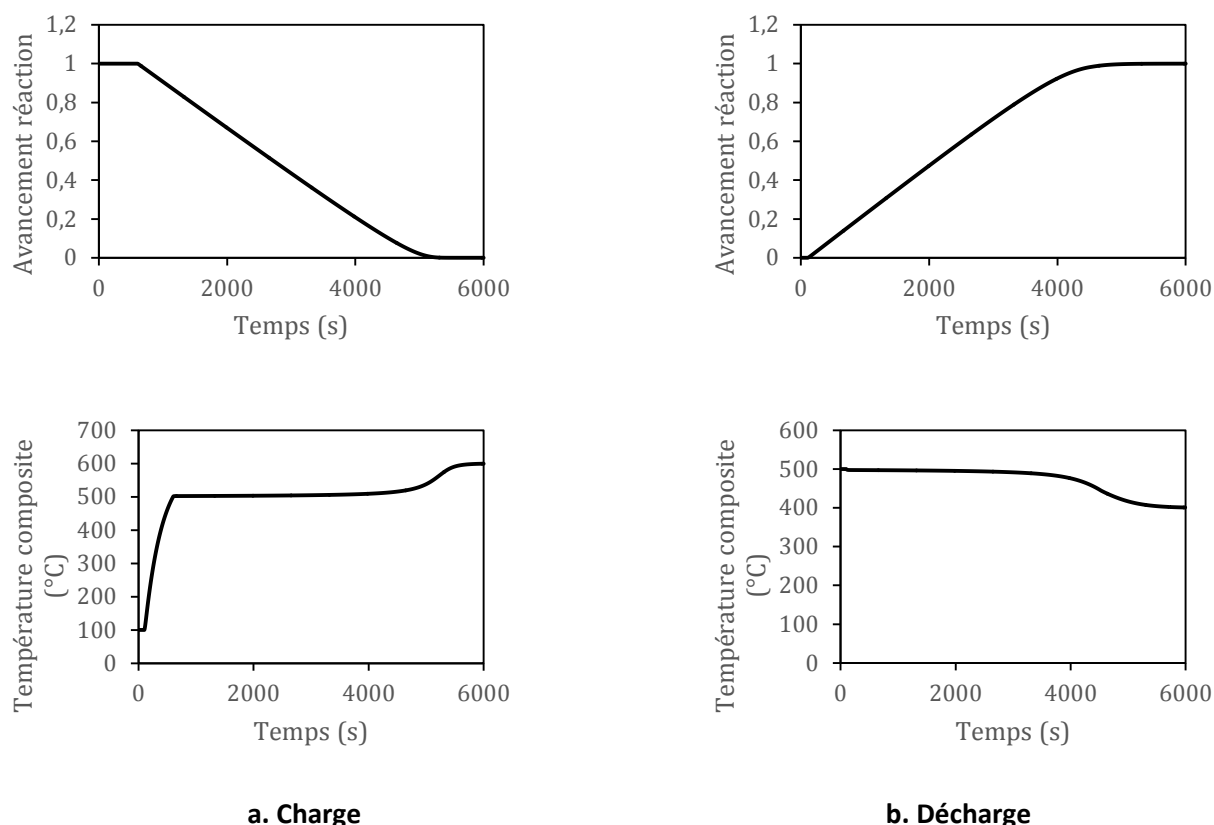 1,2
1
0,8
0,6
0,4
0,2
0
Avancement réaction
0 2000 4000 6000
Temps (s)
1,2
1
0,8
0,6
0,4
0,2
0
Avancement réaction
0 2000 4000 6000
Temps (s)
700
600
500
400
300
200
100
0
Température composite
(°C)
0 2000 4000 6000
Temps (s)
600
500
400
300
200
100
0
Température composite
(°C)
0 2000 4000 6000
Temps (s)
a. Charge
b. Décharge